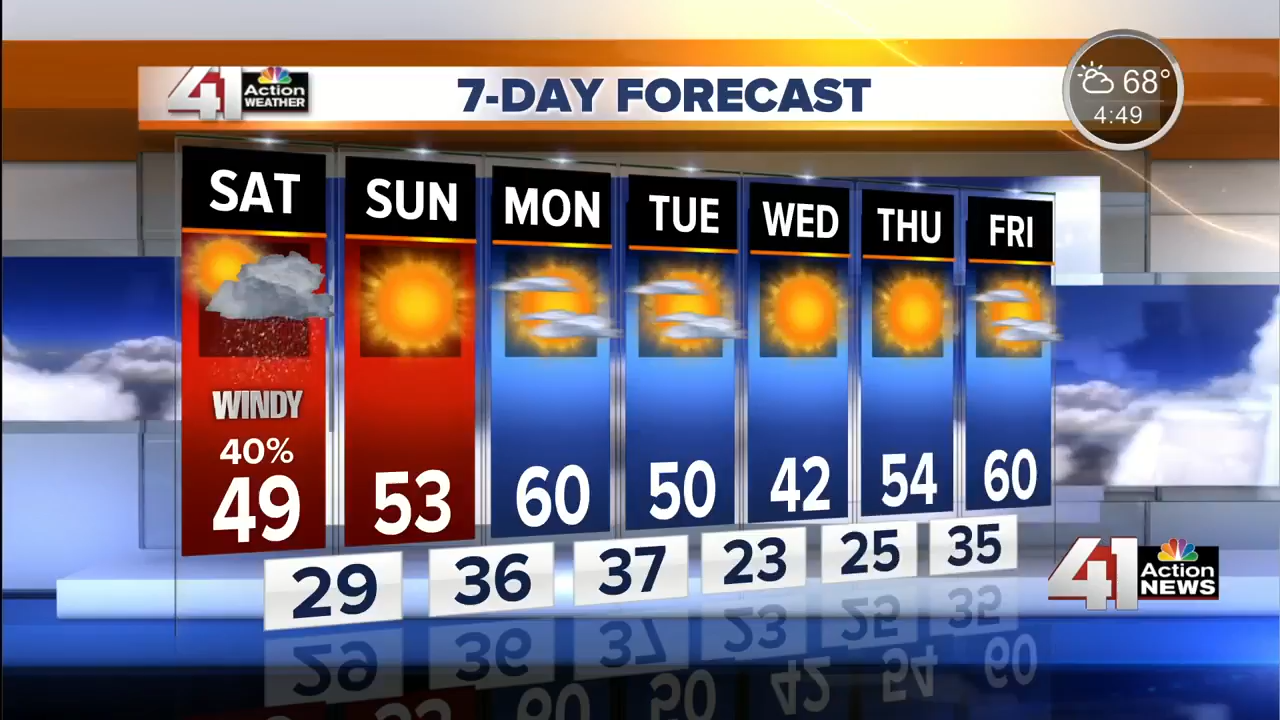 41 Action WEATHER
7-DAY FORECAST
68°
4:49
SAT SUN MON TUE WED THU FRI
WINDY
40%
49 53 60 50 42 54 60
29 36 37 23 25 35
41 Action NEWS